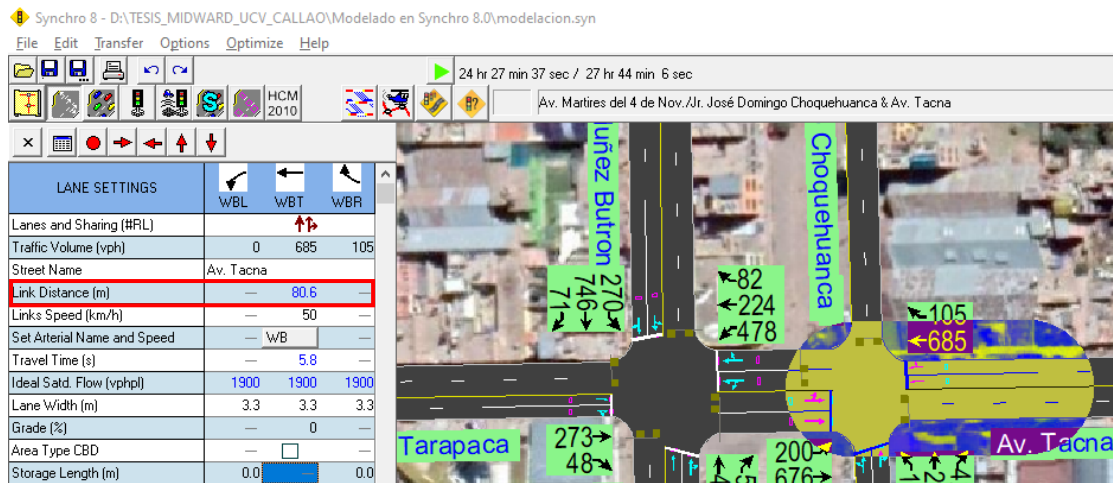 Synchro 8 - D:\TESIS_MIDWARD_UCV_CALLAO\Modelado en Synchro 8.0\modelacion.syn
File Edit Transfer Options Optimize Help
24 hr 27 min 37 sec / 27 hr 44 min 6 sec
HCM
2010
Av. Martires del 4 de Nov./Jr. José Domingo Choquehuanca & Av. Tacna
LANE SETTINGS WBL WBT WBR
Lanes and Sharing (#RL)
Traffic Volume (vph) 0 685 105
Street Name Av. Tacna
Link Distance (m) — 80.6 —
Links Speed (km/h) — 50 —
Set Arterial Name and Speed — WB —
Travel Time (s) — 5.8 —
Ideal Satd. Flow (vphpl) 1900 1900 1900
Lane Width (m) 3.3 3.3 3.3
Grade (%) — 0 —
Area Type CBD — —
Storage Length (m) 0.0 — 0.0
uñez Butron
Choquehuanca
270
746
71
82
224
478
105
685
Tarapaca
273
48
200
676
Av. Tacna